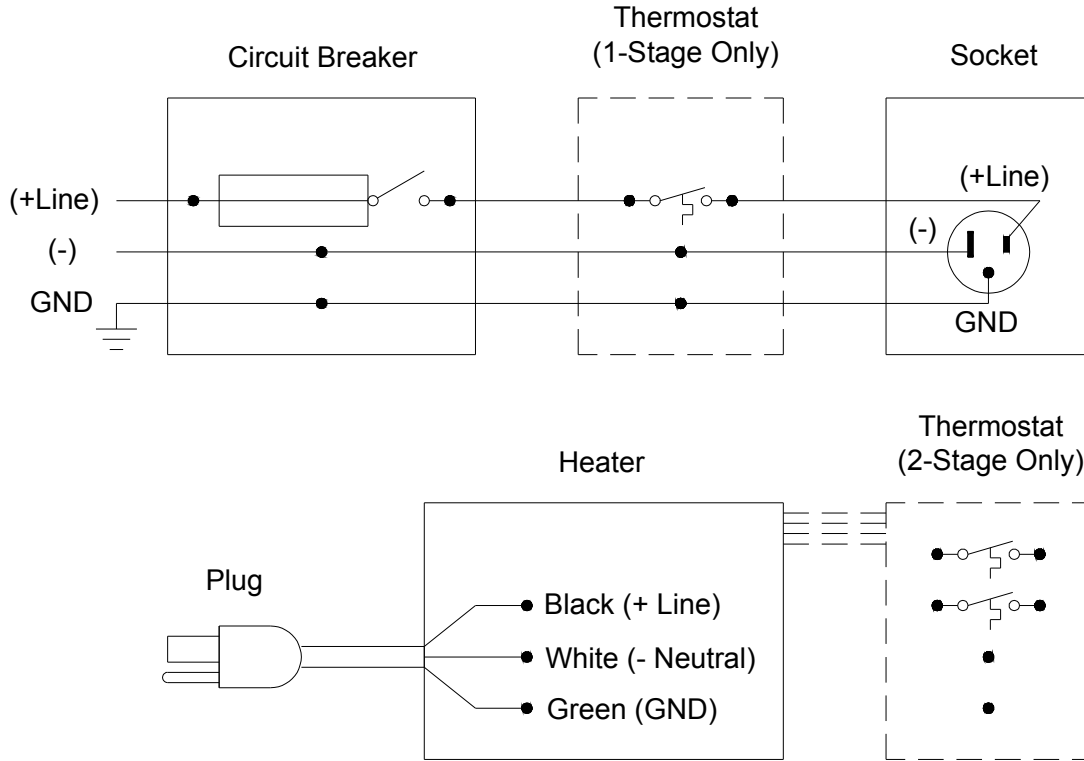 Thermostat
(1-Stage Only)
Circuit Breaker
Socket
(+Line)
(+Line)
(-)
(-)
GND
GND
Thermostat
(2-Stage Only)
Heater
Plug
Black (+ Line)
White (- Neutral)
Green (GND)